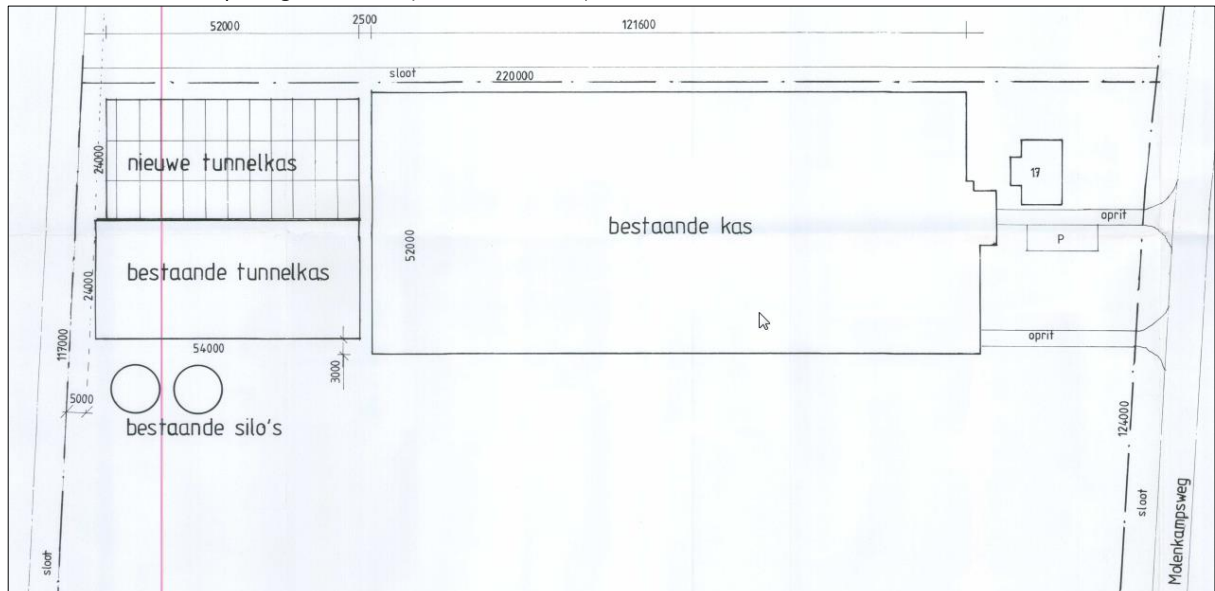 52000
2500
121600
sloot
220000
24000
nieuwe tunnelkas
17
oprit
bestaande kas
52000
P
bestaande tunnelkas
24000
117000
54000
3000
oprit
5000
bestaande silo's
124000
sloot
Molenkampsweg
sloot